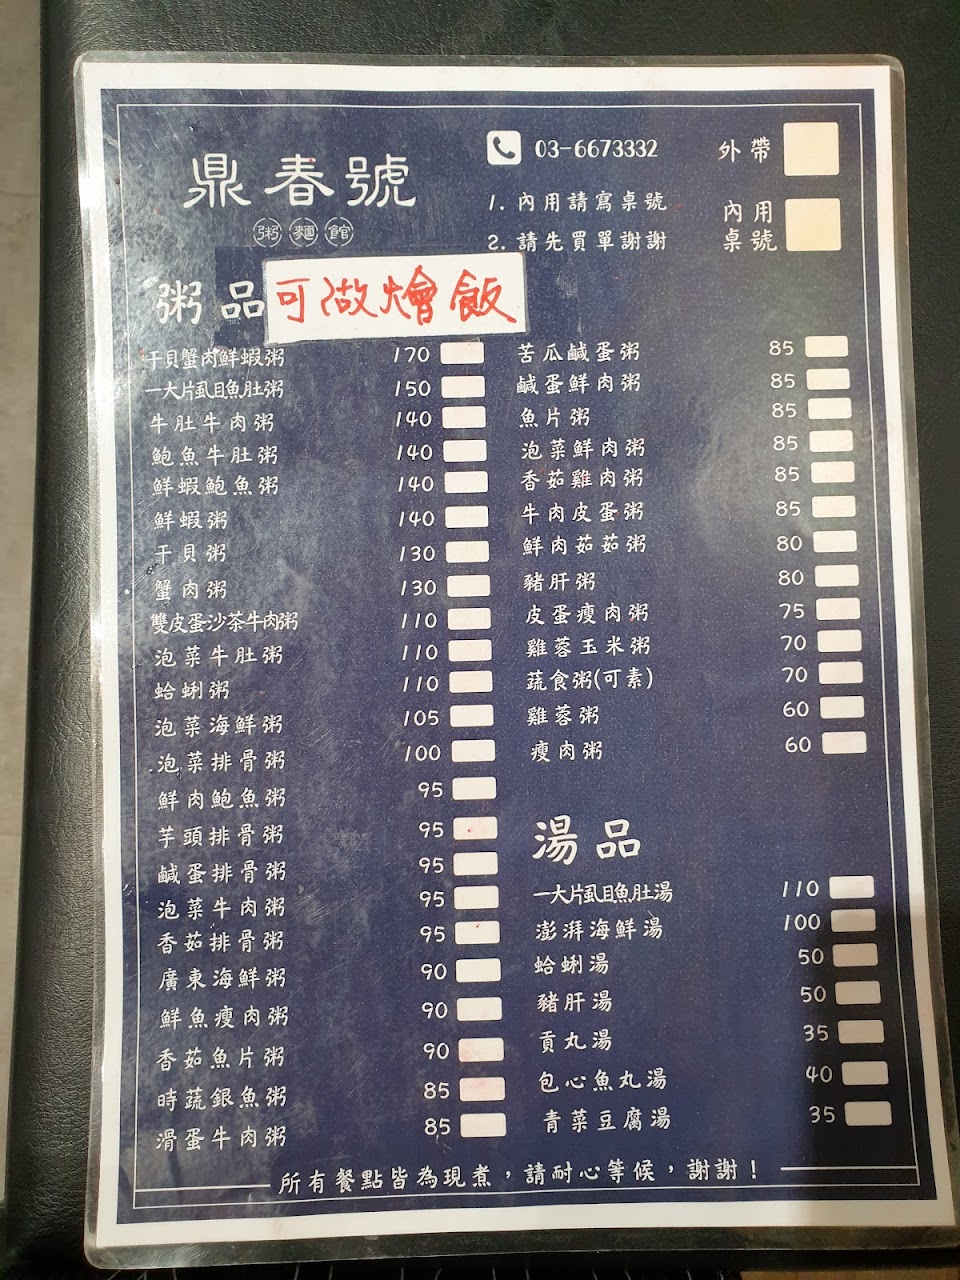 鼎春號
粥麵館
03-6673332
1. 內用請寫桌號
2. 請先買單謝謝
外帶
內用
桌號
粥品
可做燴飯
干貝蟹肉鮮蝦粥 170
一大片虱目魚肚粥 150
牛肚牛肉粥 140
鮑魚牛肚粥 140
鮮蝦鮑魚粥 140
鮮蝦粥 140
干貝粥 130
蟹肉粥 130
雙皮蛋沙茶牛肉粥 110
泡菜牛肚粥 110
蛤蜊粥 110
泡菜海鮮粥 105
泡菜排骨粥 100
鮮肉鮑魚粥 95
芋頭排骨粥 95
鹹蛋排骨粥 95
泡菜牛肉粥 95
香茹排骨粥 95
廣東海鮮粥 90
鮮魚瘦肉粥 90
香茹魚片粥 90
時蔬銀魚粥 85
滑蛋牛肉粥 85
苦瓜鹹蛋粥 85
鹹蛋鮮肉粥 85
魚片粥 85
泡菜鮮肉粥 85
香茹雞肉粥 85
牛肉皮蛋粥 85
鮮肉茹茹粥 80
豬肝粥 80
皮蛋瘦肉粥 75
雞蓉玉米粥 70
蔬食粥(可素) 70
雞蓉粥 60
瘦肉粥 60
湯品
一大片虱目魚肚湯 110
澎湃海鮮湯 100
蛤蜊湯 50
豬肝湯 50
貢丸湯 35
包心魚丸湯 40
青菜豆腐湯 35
所有餐點皆為現煮，請耐心等候，謝謝！